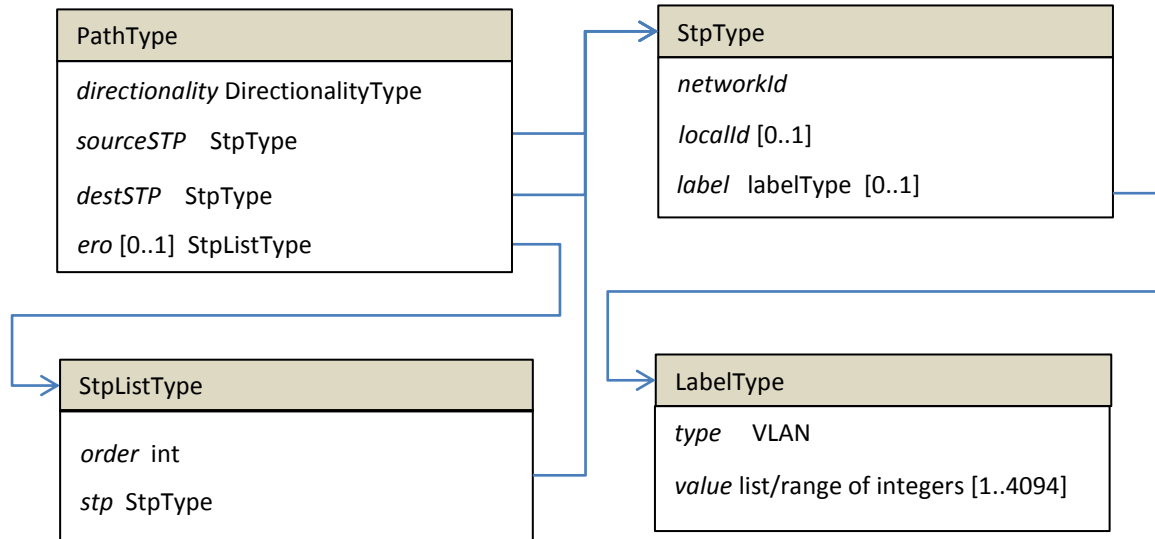 PathType
directionality DirectionalityType
sourceSTP StpType
destSTP StpType
ero [0..1] StpListType
StpType
networkId
localId [0..1]
label labelType [0..1]
StpListType
order int
stp StpType
LabelType
type VLAN
value list/range of integers [1..4094]